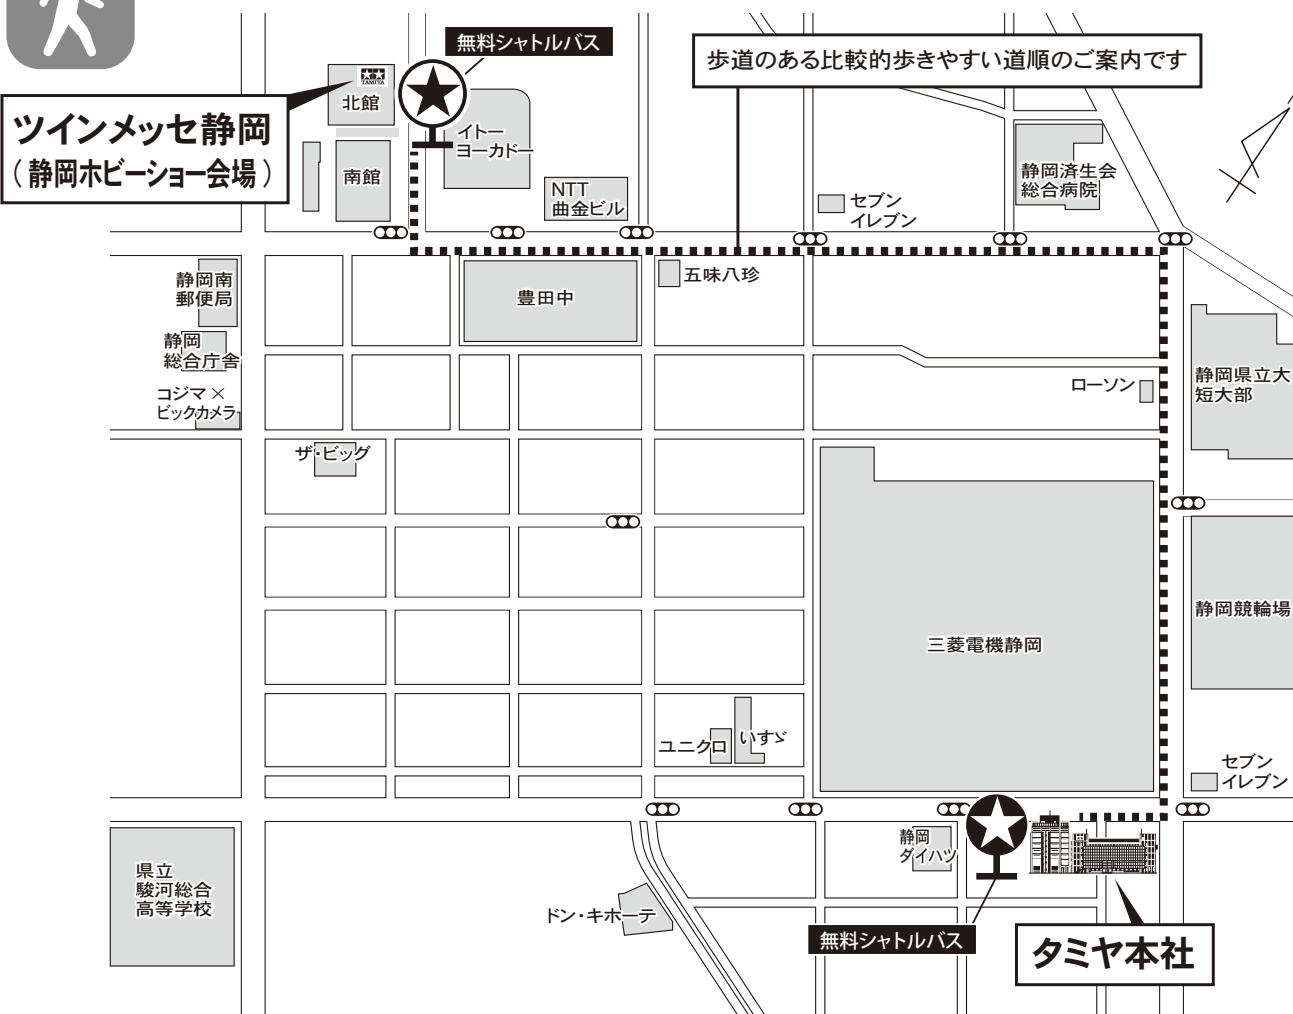 無料シャトルバス
歩道のある比較的歩きやすい道順のご案内です
TAMIYA
北館
ツインメッセ静岡
(静岡ホビーショー会場)
イトー
ヨーカドー
南館
NTT
曲金ビル
セブン
イレブン
静岡済生会
総合病院
静岡南
郵便局
豊田中
五味八珍
静岡
総合庁舎
コジマ×
ビックカメラ
ローソン
静岡県立大
短大部
ザ・ビッグ
静岡競輪場
三菱電機静岡
ユニクロ
いすゞ
セブン
イレブン
静岡
ダイハツ
県立
駿河総合
高等学校
ドン・キホーテ
無料シャトルバス
タミヤ本社